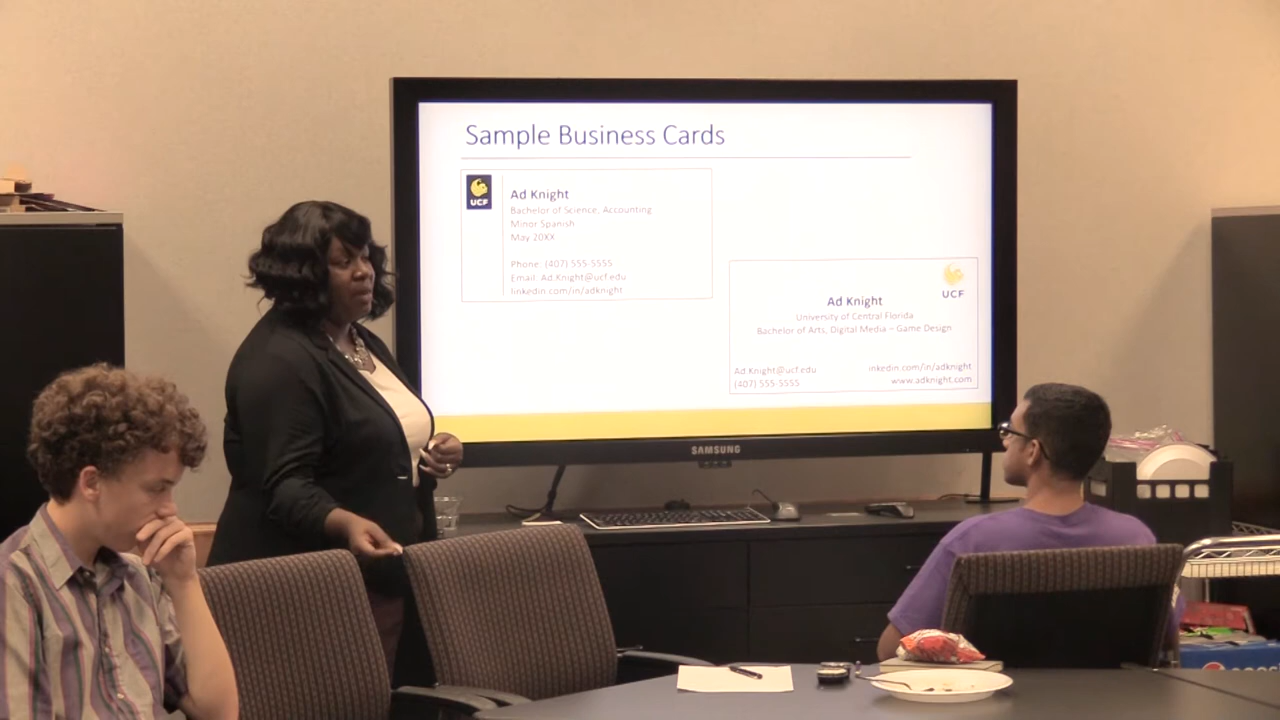 Sample Business Cards
UCF
Ad Knight
Bachelor of Science, Accounting
Minor Spanish
May 20XX
Phone: (407) 555-5555
Email: Ad.Knight@ucf.edu
linkedin.com/in/adknight
UCF
Ad Knight
University of Central Florida
Bachelor of Arts, Digital Media – Game Design
Ad.Knight@ucf.edu
inkedin.com/in/adknight
(407) 555-5555
www.adknight.com
SAMSUNG